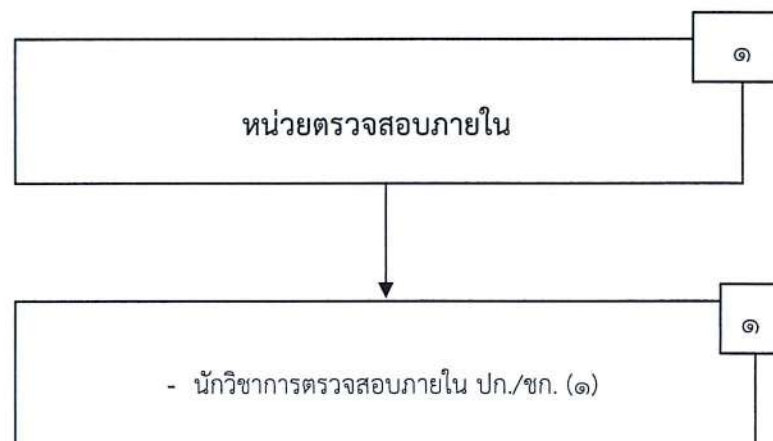 ๑
หน่วยตรวจสอบภายใน
๑
- นักวิชาการตรวจสอบภายใน ปก./ชก. (๑)